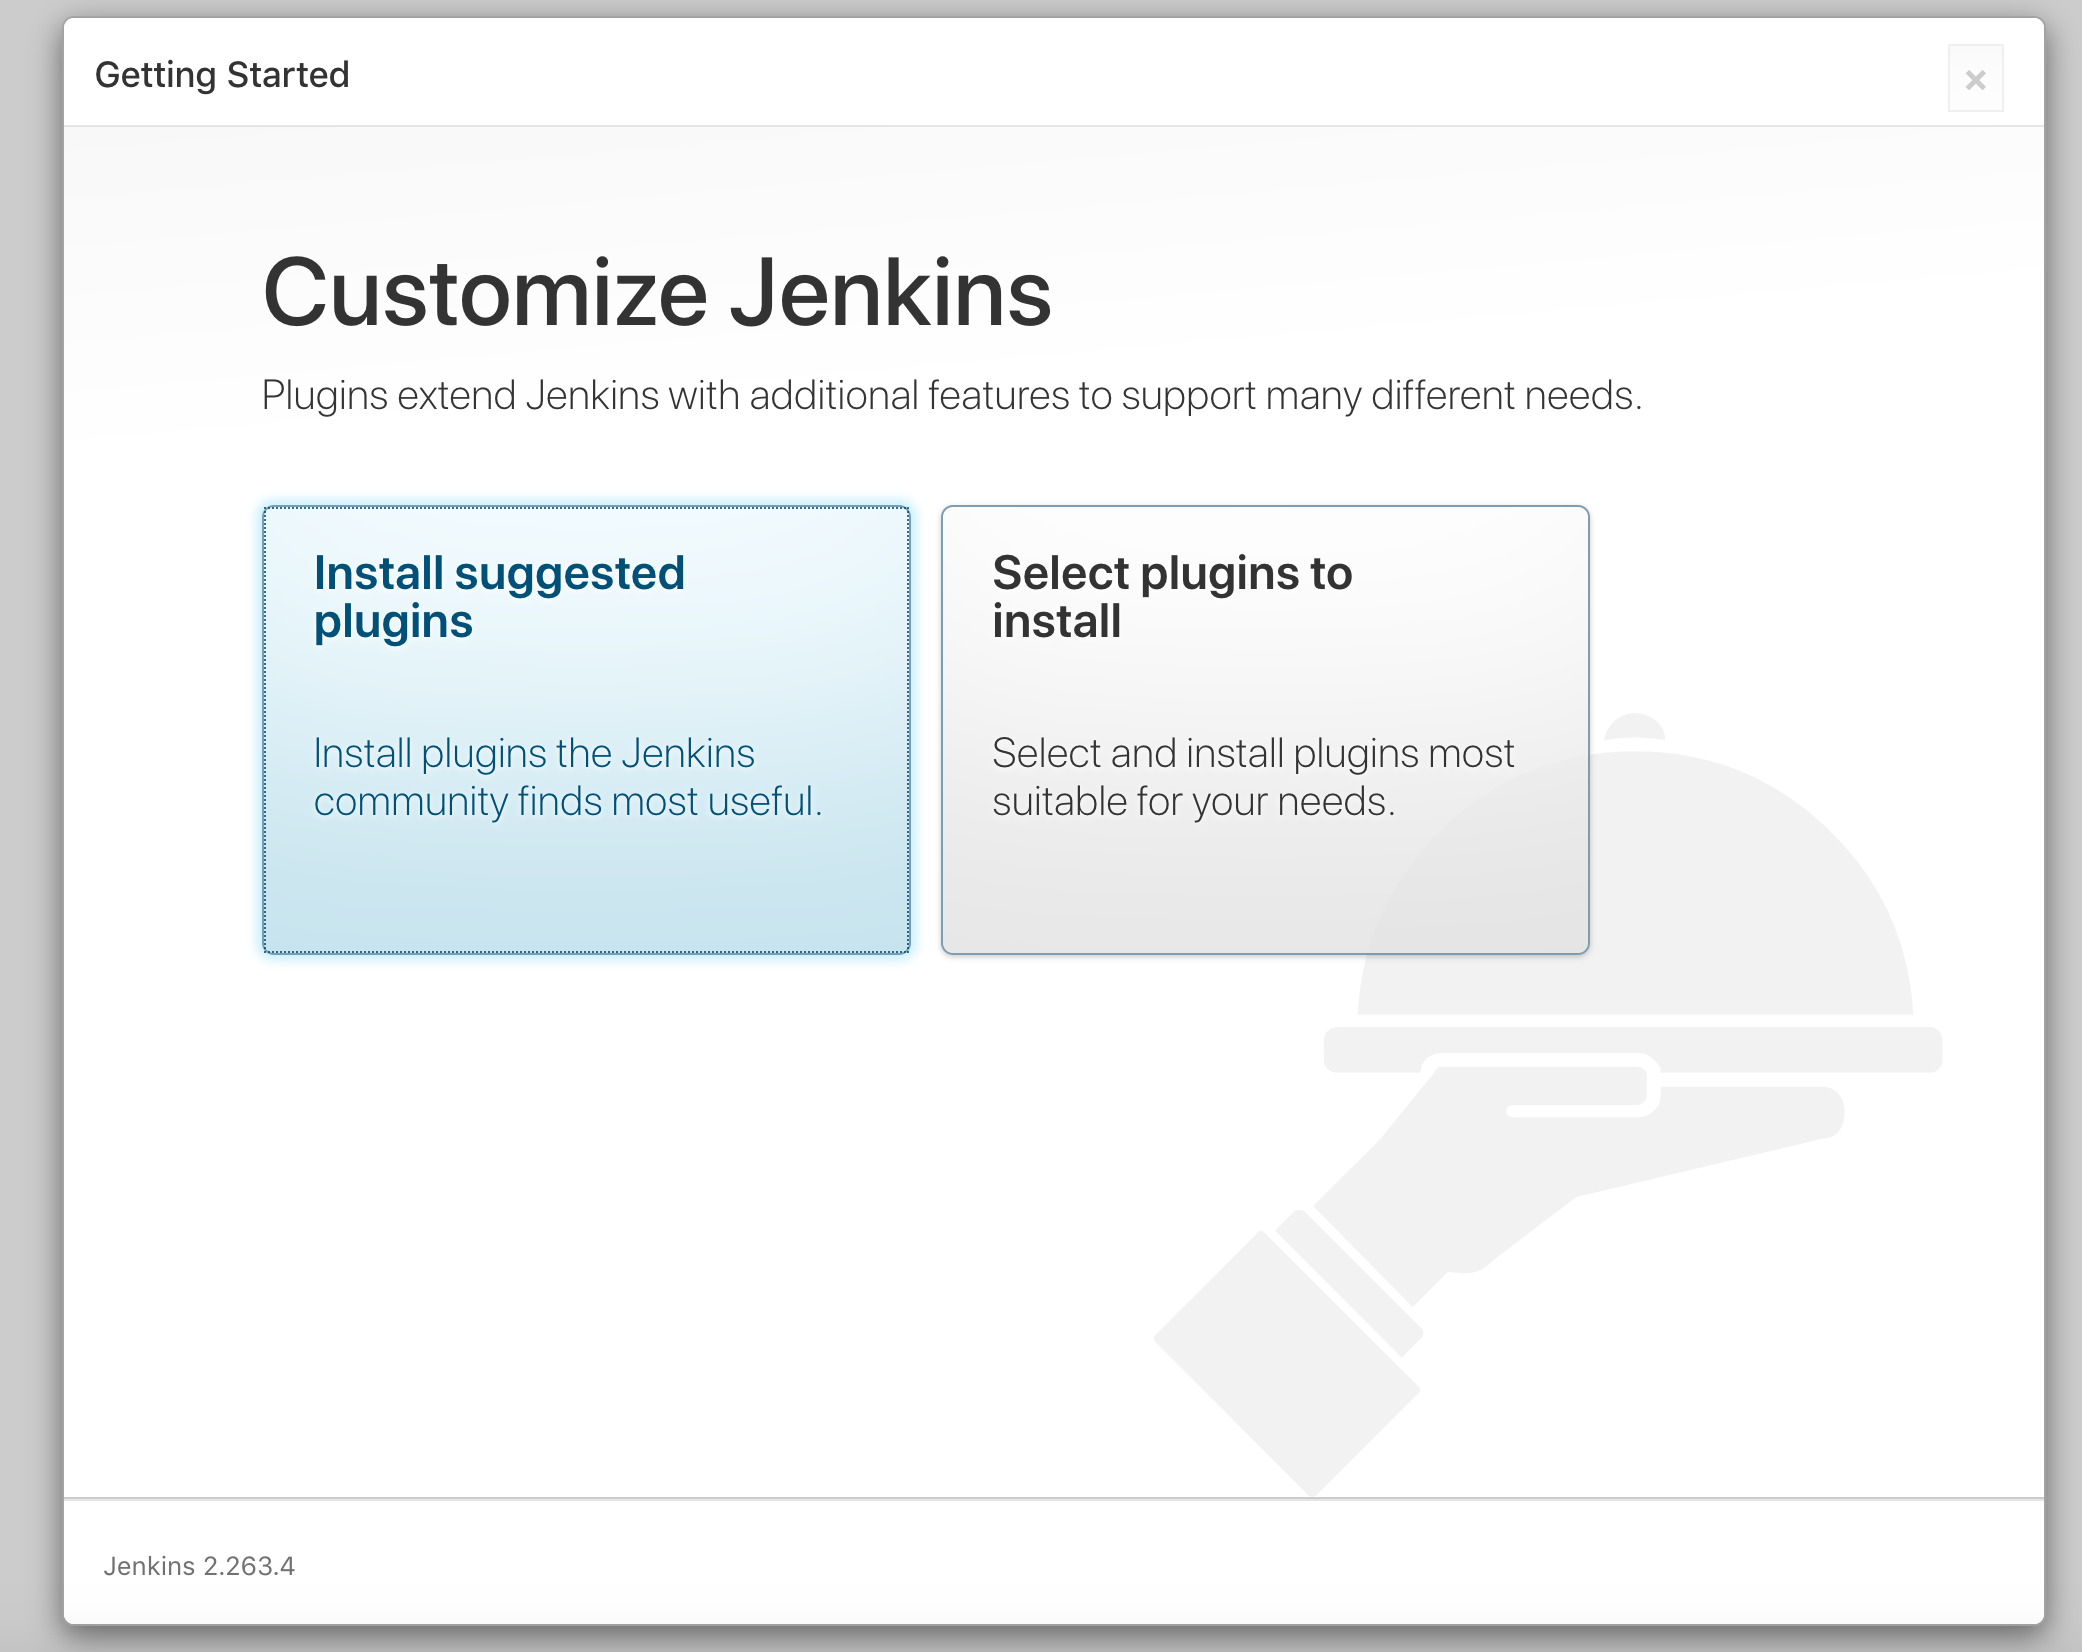 Getting Started
×
Customize Jenkins
Plugins extend Jenkins with additional features to support many different needs.
Install suggested
plugins
Install plugins the Jenkins
community finds most useful.
Select plugins to
install
Select and install plugins most
suitable for your needs.
Jenkins 2.263.4